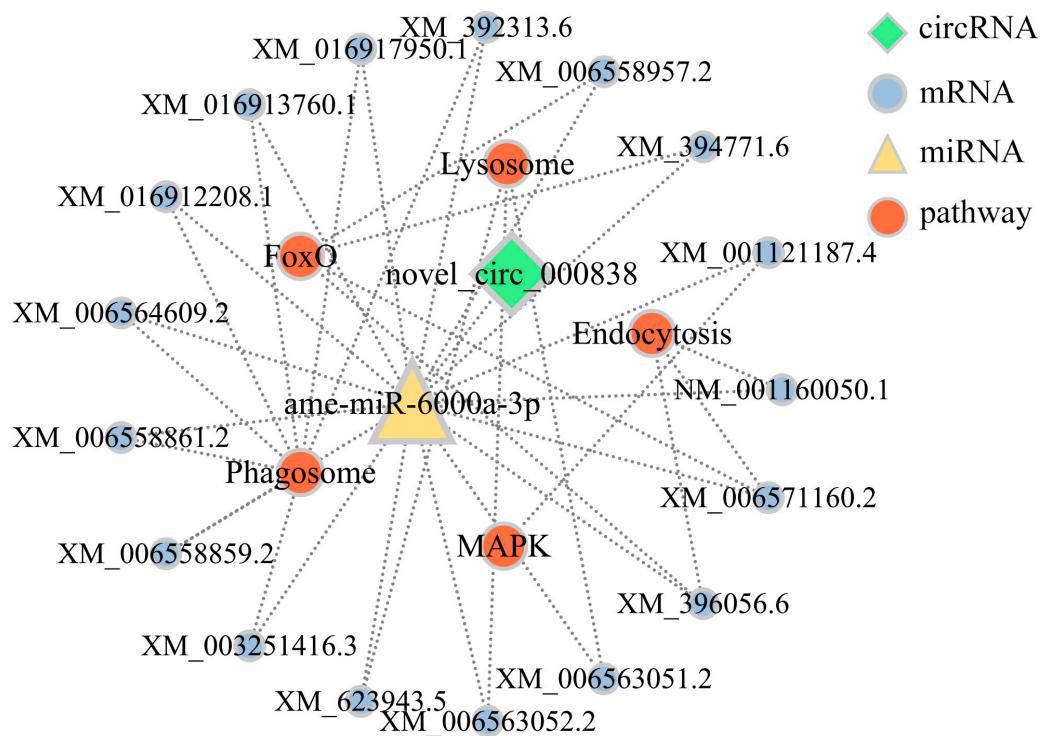 XM_392313.6
circRNA
XM_016917950.1
XM_006558957.2
mRNA
XM_016913760.1
XM_394771.6
miRNA
Lysosome
XM_016912208.1
pathway
FoxO
XM_001121187.4
novel_circ_000838
XM_006564609.2
Endocytosis
NM_001160050.1
ame-miR-6000a-3p
XM_006558861.2
Phagosome
XM_006571160.2
XM_006558859.2
MAPK
XM_396056.6
XM_003251416.3
XM_006563051.2
XM_623943.5
XM_006563052.2